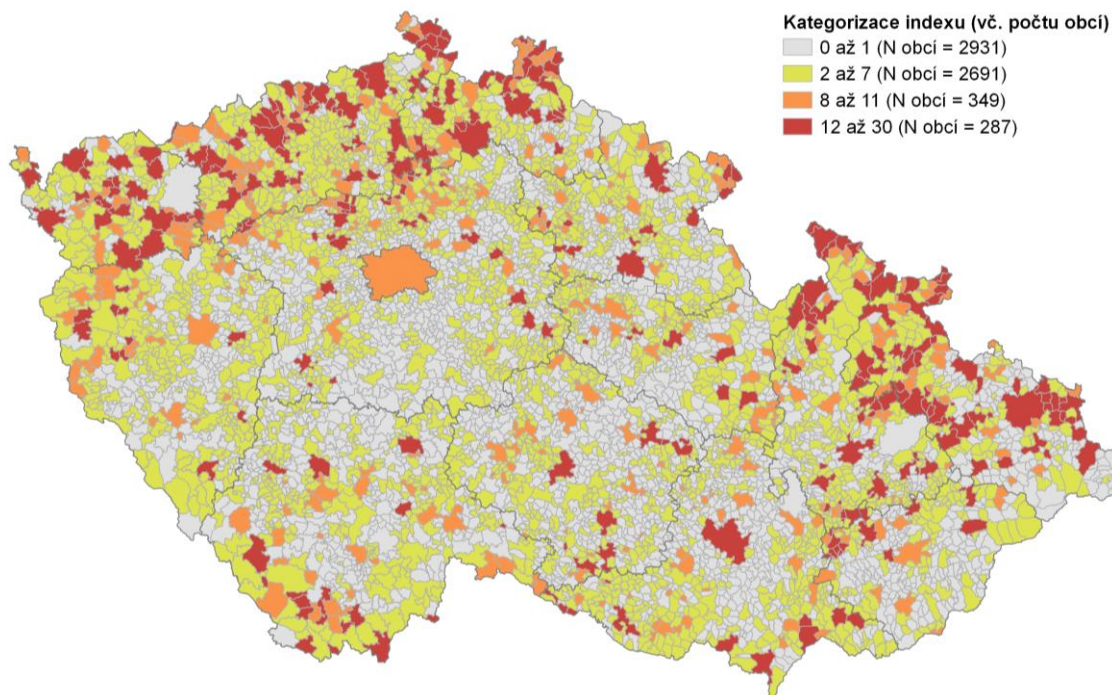 Kategorizace indexu (vč. počtu obcí)
0 až 1 (N obcí = 2931)
2 až 7 (N obcí = 2691)
8 až 11 (N obcí = 349)
12 až 30 (N obcí = 287)